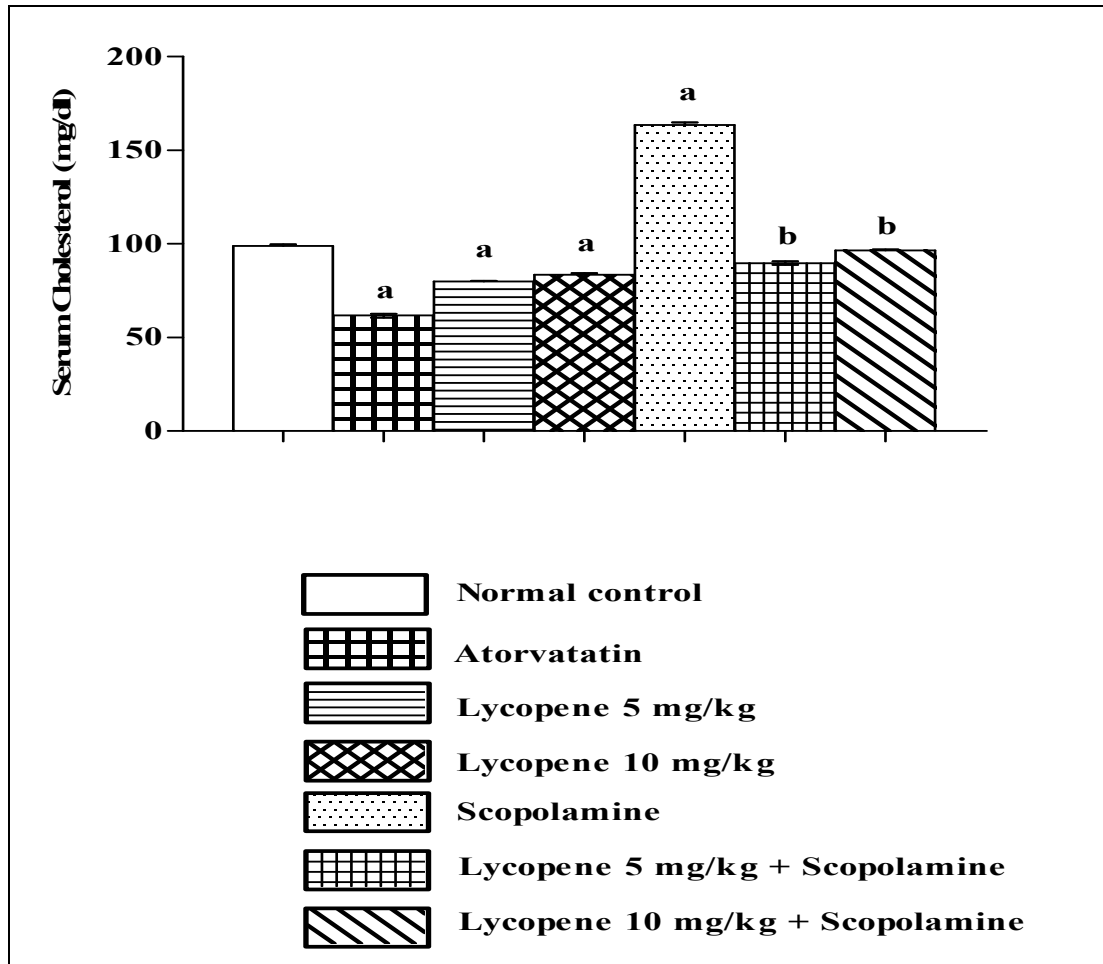 200
150
100
50
0
Serum Cholesterol (mg/dl)
a
a
a
a
b
b
Normal control
Atorvatatin
Lycopene 5 mg/kg
Lycopene 10 mg/kg
Scopolamine
Lycopene 5 mg/kg + Scopolamine
Lycopene 10 mg/kg + Scopolamine